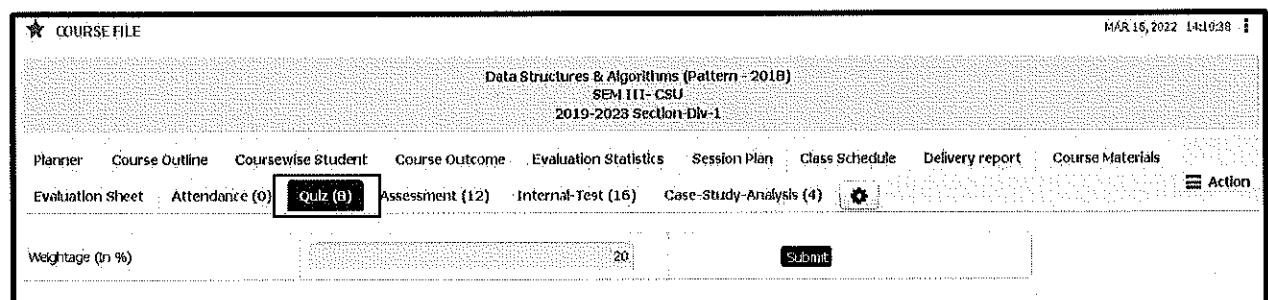 COURSE FILE
MAR 16, 2022 14:19:38
Data Structures & Algorithms (Pattern - 2018)
SEM III- CSU
2019-2023 Section-Div-1
Planner Course Outline Coursewise Student Course Outcome Evaluation Statistics Session Plan Class Schedule Delivery report Course Materials
Evaluation Sheet Attendance (0) Quiz (8) Assessment (12) Internal-Test (16) Case-Study-Analysis (4) Action
Weightage (In %) 20 Submit